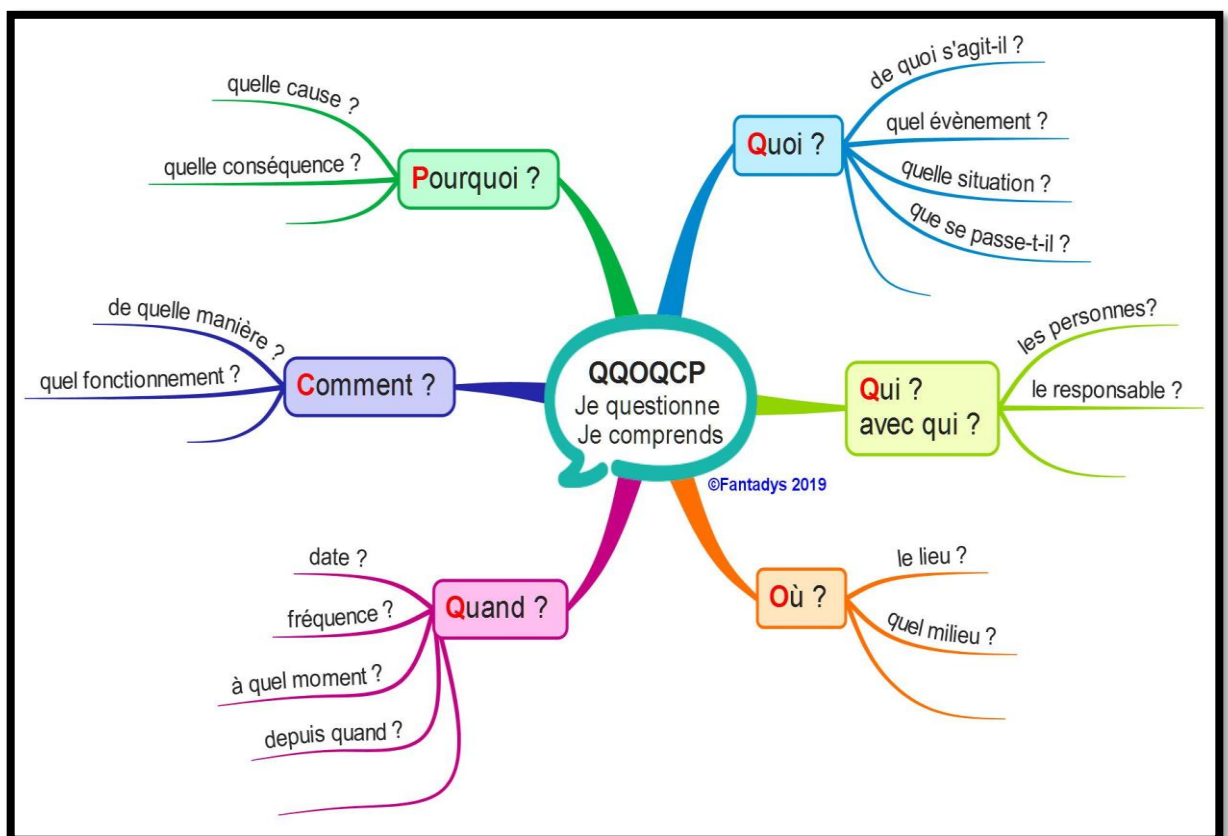 QQOQCP
Je questionne
Je comprends
©Fantadys 2019
Quoi ?
de quoi s'agit-il ?
quel évènement ?
quelle situation ?
que se passe-t-il ?
Qui ?
avec qui ?
les personnes?
le responsable ?
Où ?
le lieu ?
quel milieu ?
Quand ?
date ?
fréquence ?
à quel moment ?
depuis quand ?
Comment ?
de quelle manière ?
quel fonctionnement ?
Pourquoi ?
quelle cause ?
quelle conséquence ?